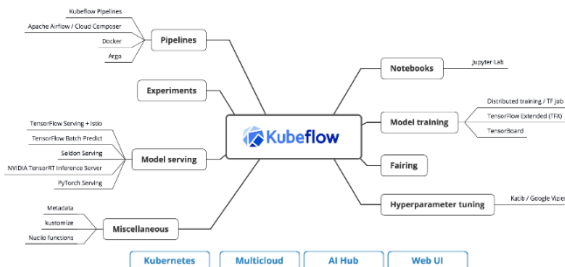 Kubeflow Pipelines
Apache Airflow / Cloud Composer
Docker
Argo
Pipelines
Experiments
TensorFlow Serving + Istio
TensorFlow Batch Predict
Seldon Serving
NVIDIA TensorRT Inference Server
PyTorch Serving
Model serving
Metadata
kustomize
Nuclio functions
Miscellaneous
Kubeflow
Notebooks
Jupyter Lab
Model training
Distributed training / TF Job
TensorFlow Extended (TFX)
TensorBoard
Fairing
Hyperparameter tuning
Katib / Google Vizier
Kubernetes
Multicloud
AI Hub
Web UI